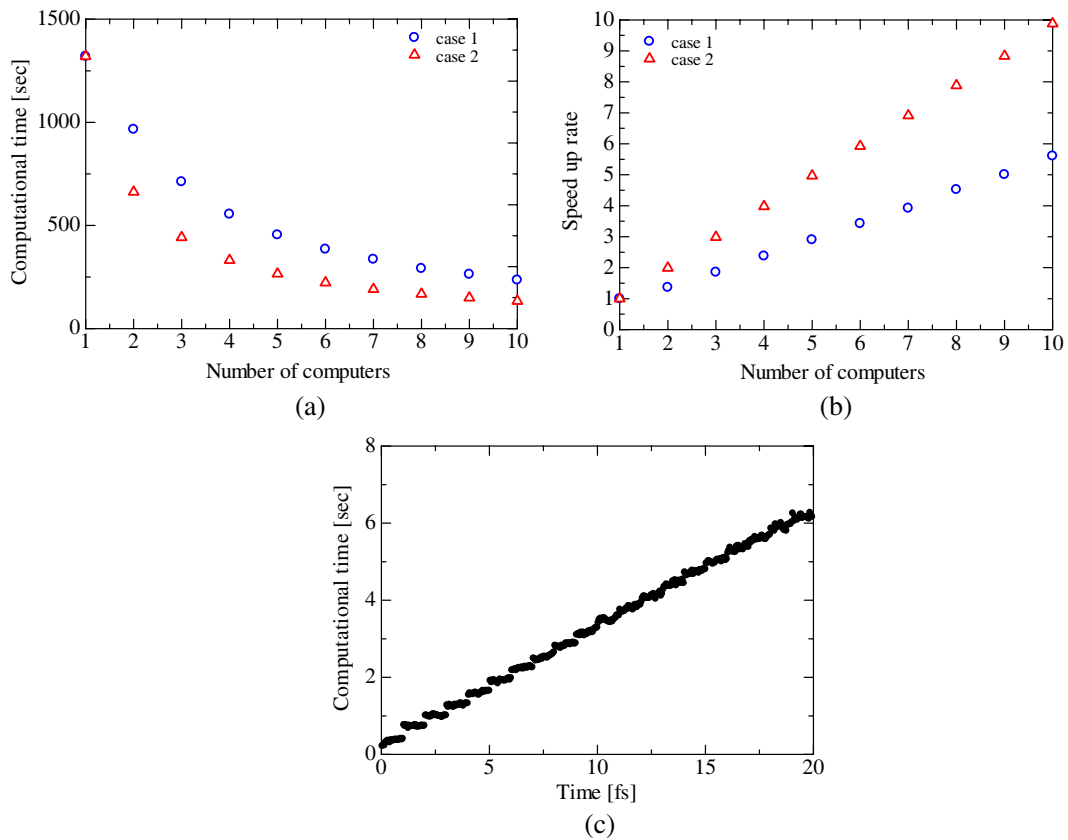 1500
1000
500
0
Computational time [sec]
case 1
case 2
1 2 3 4 5 6 7 8 9 10
Number of computers
(a)
10
9
8
7
6
5
4
3
2
1
0
Speed up rate
case 1
case 2
1 2 3 4 5 6 7 8 9 10
Number of computers
(b)
8
6
4
2
0
Computational time [sec]
0 5 10 15 20
Time [fs]
(c)